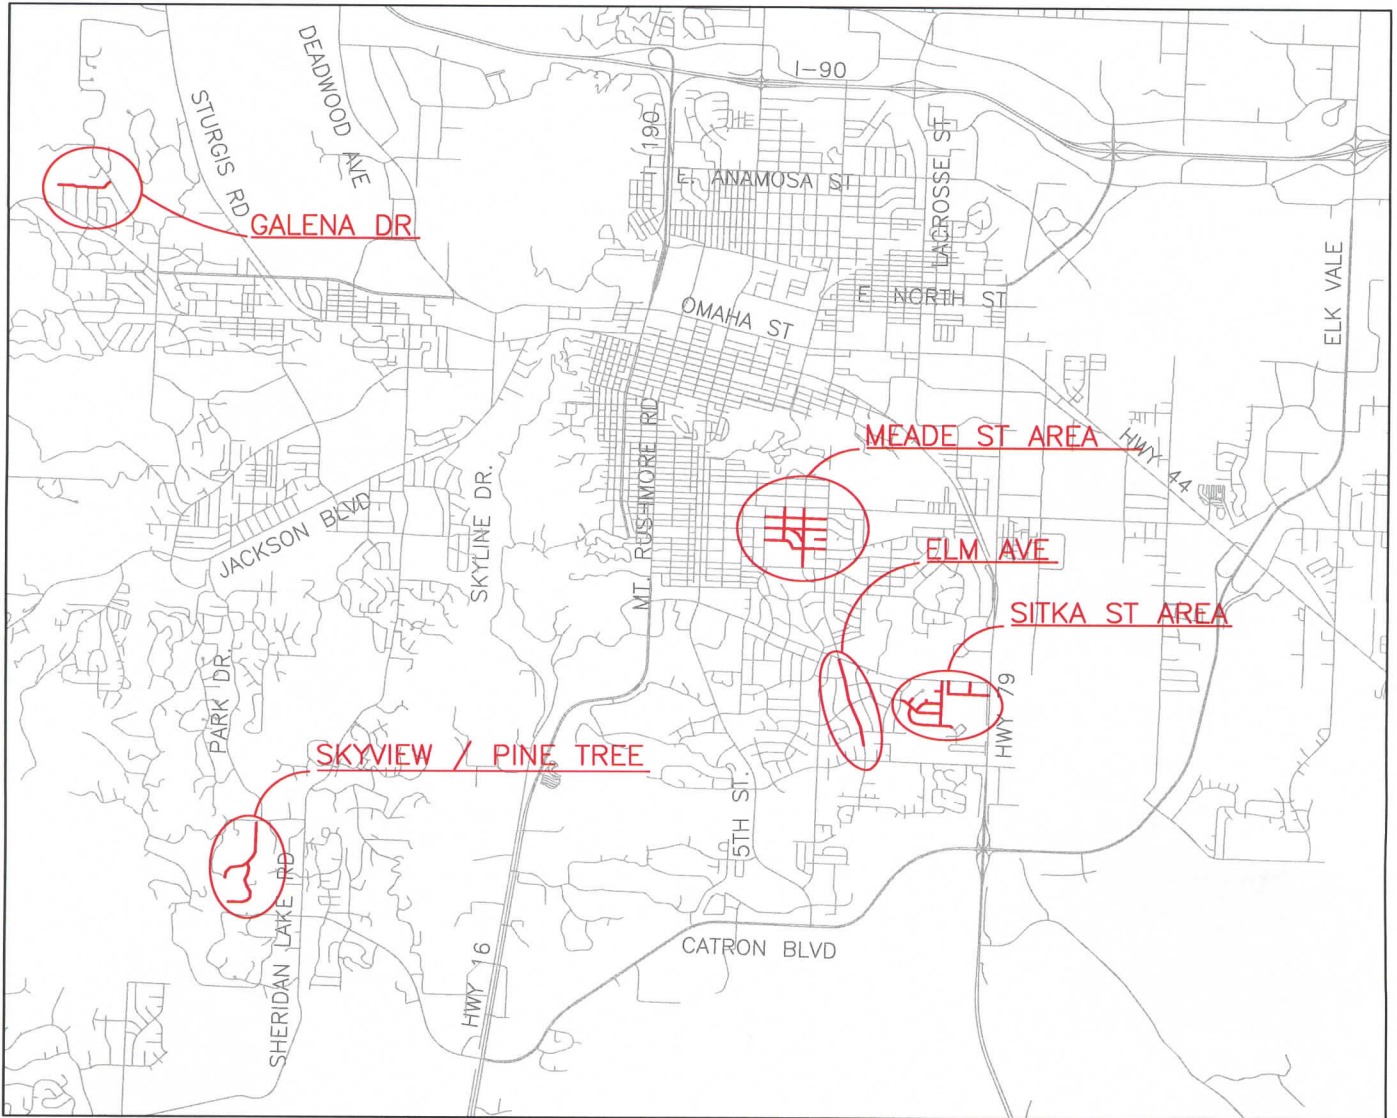 I-90
DEADWOOD AVE
STURGIS RD
I-190
LACROSSE ST
E. ANAMOSA ST
GALENA DR
ELK VALE
E. NORTH ST
OMAHA ST
MEADE ST AREA
HWY 44
MT. RUSHMORE RD
SKYLINE DR.
JACKSON BLVD
ELM AVE
SITKA ST AREA
PARK DR.
HWY 79
SKYVIEW / PINE TREE
5TH ST.
SHERIDAN LAKE RD
CATRON BLVD
HWY 16